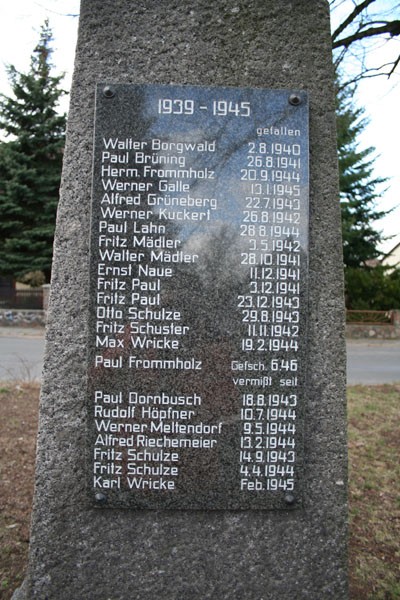 1939 - 1945
gefallen
Walter Borgwald 2.8.1940
Paul Brüning 26.8.1941
Herm. Frommholz 20.9.1944
Werner Galle 13.1.1945
Alfred Grüneberg 22.7.1943
Werner Kuckert 26.8.1942
Paul Lahn 28.8.1944
Fritz Mädler 3.5.1942
Walter Mädler 28.10.1941
Ernst Naue 11.12.1941
Fritz Paul 3.12.1941
Fritz Paul 23.12.1943
Otto Schulze 29.8.1943
Fritz Schuster 11.11.1942
Max Wricke 19.2.1944
Paul Frommholz Gefsch. 6.46
vermißt seit
Paul Dornbusch 18.8.1943
Rudolf Höpfner 10.7.1944
Werner Meltendorf 9.5.1944
Alfred Riechemeier 13.2.1944
Fritz Schulze 14.9.1943
Fritz Schulze 4.4.1944
Karl Wricke Feb. 1945